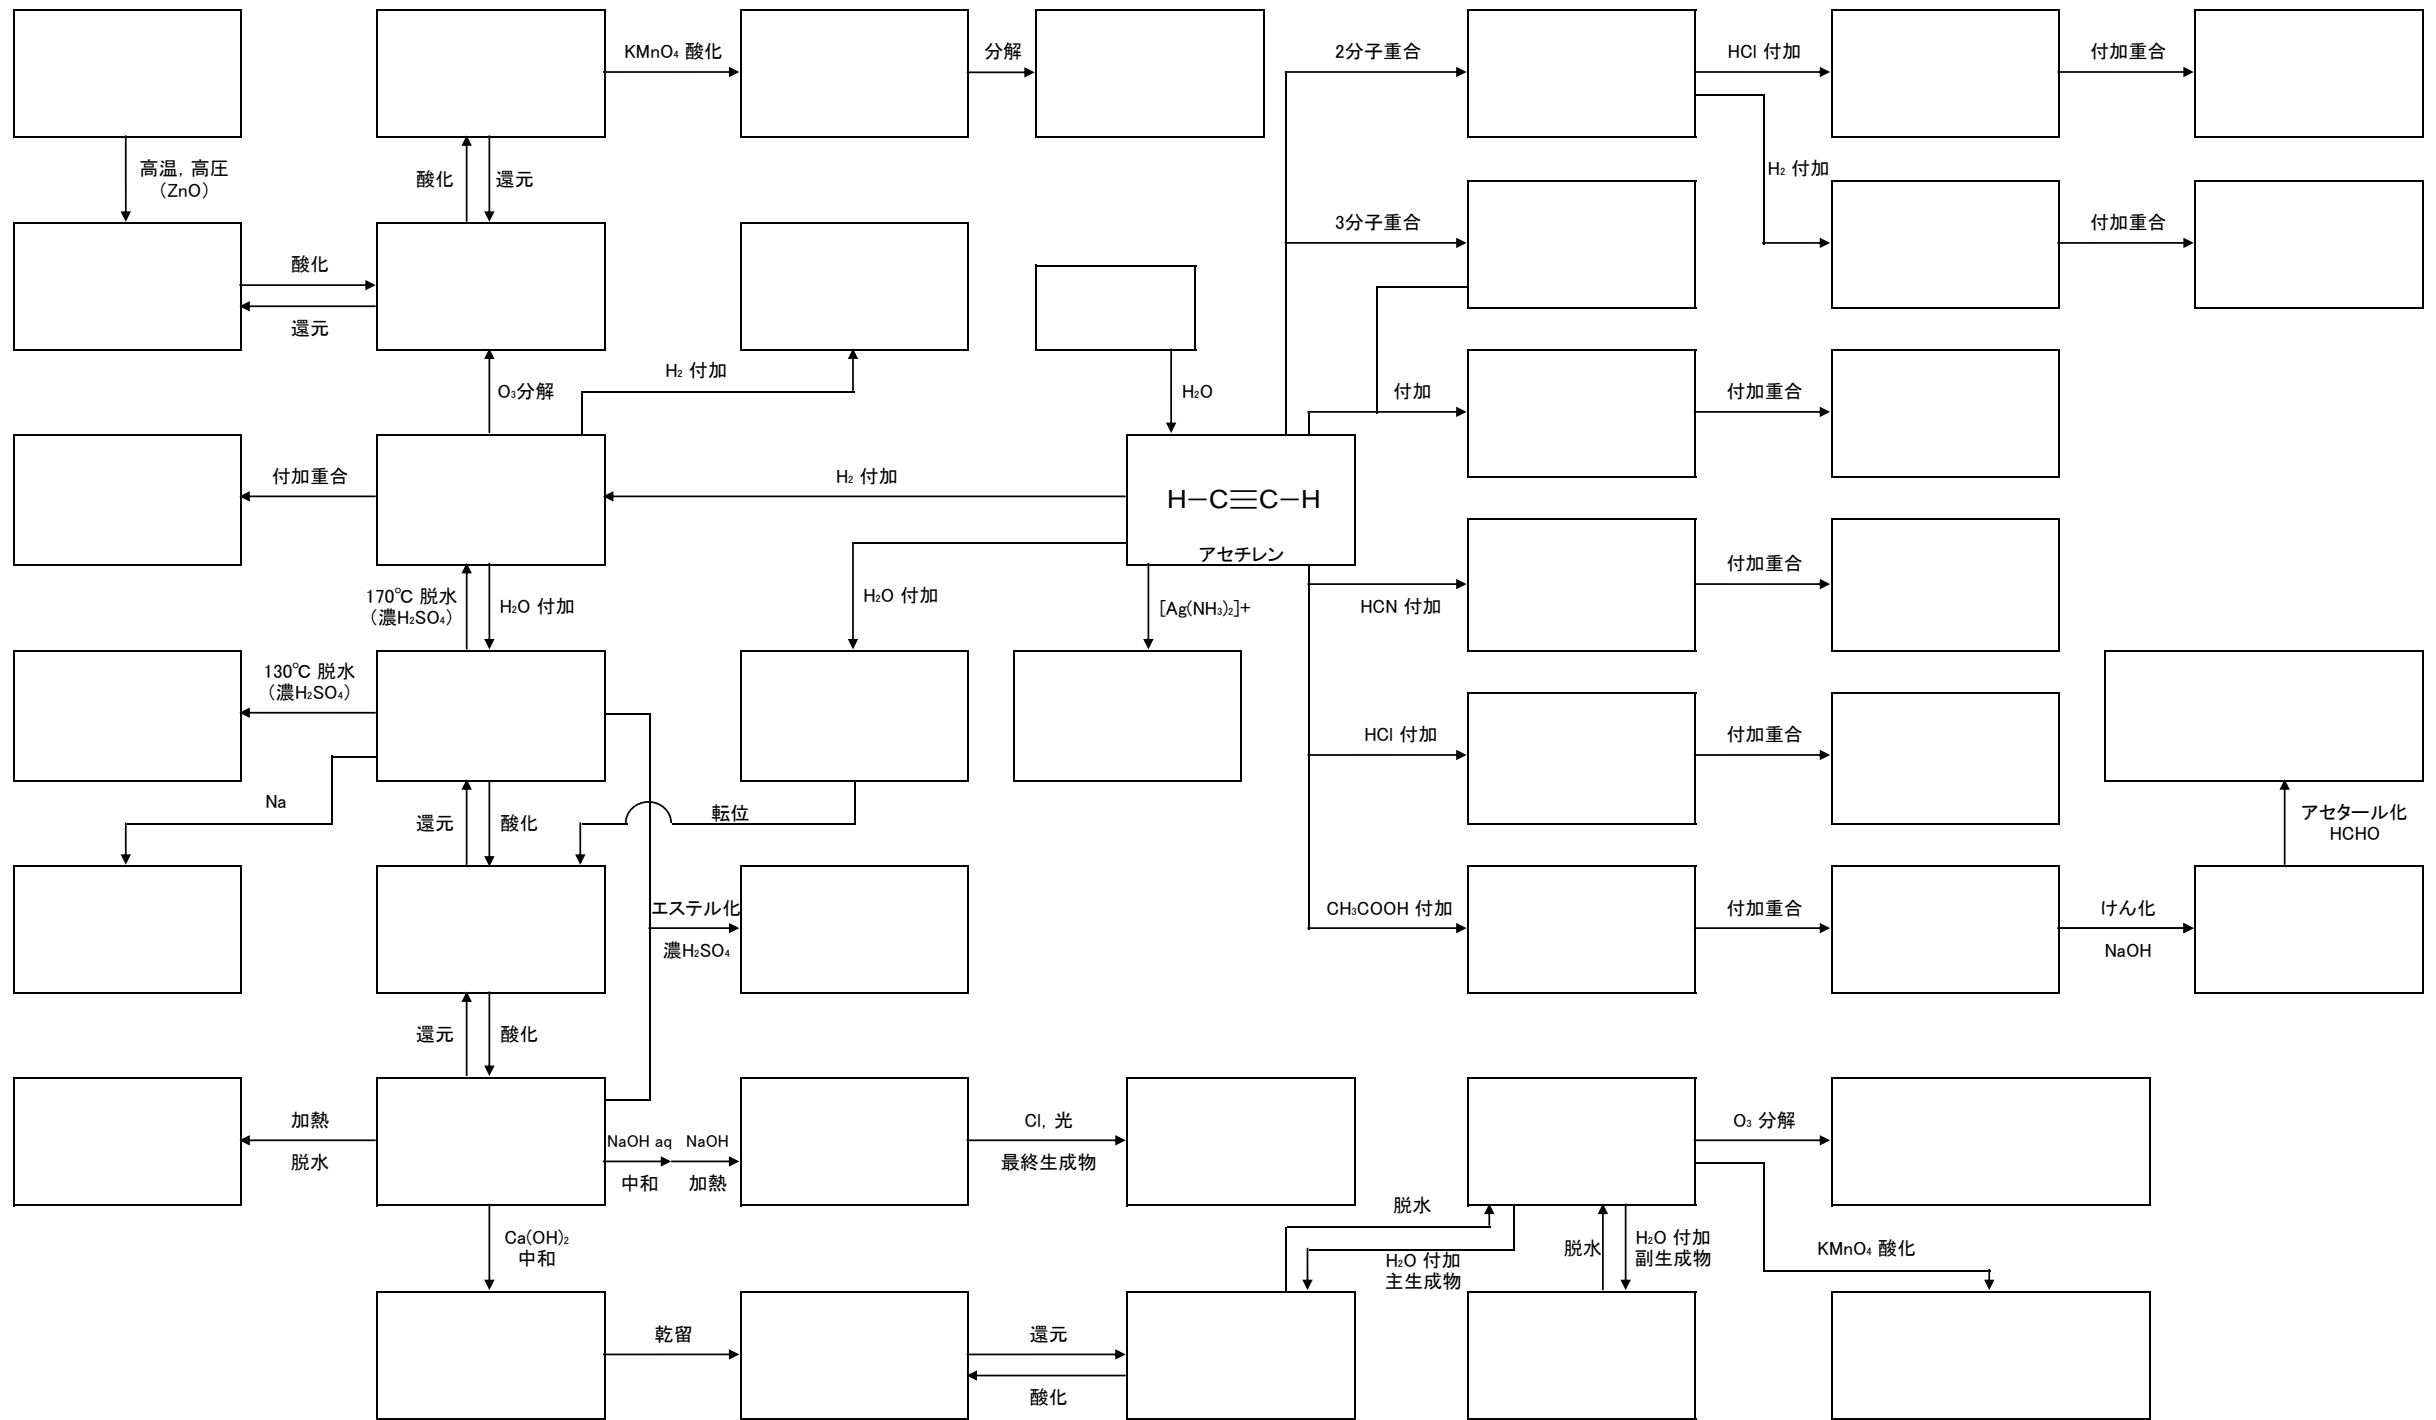 KMnO₄ 酸化
分解
2分子重合
HCl 付加
付加重合
高温，高圧
（ZnO）
酸化
還元
H₂ 付加
3分子重合
付加重合
酸化
還元
H₂ 付加
O₃分解
H₂O
付加
付加重合
付加重合
H₂ 付加
H－C≡C－H
アセチレン
170℃ 脱水
（濃H₂SO₄）
H₂O 付加
H₂O 付加
[Ag(NH₃)₂]+
HCN 付加
付加重合
130℃ 脱水
（濃H₂SO₄）
HCl 付加
付加重合
Na
還元
酸化
転位
アセタール化
HCHO
エステル化
濃H₂SO₄
CH₃COOH 付加
付加重合
けん化
NaOH
還元
酸化
加熱
脱水
NaOH aq
中和
NaOH
加熱
Cl，光
最終生成物
O₃ 分解
Ca(OH)₂
中和
脱水
H₂O 付加
主生成物
脱水
H₂O 付加
副生成物
KMnO₄ 酸化
乾留
還元
酸化